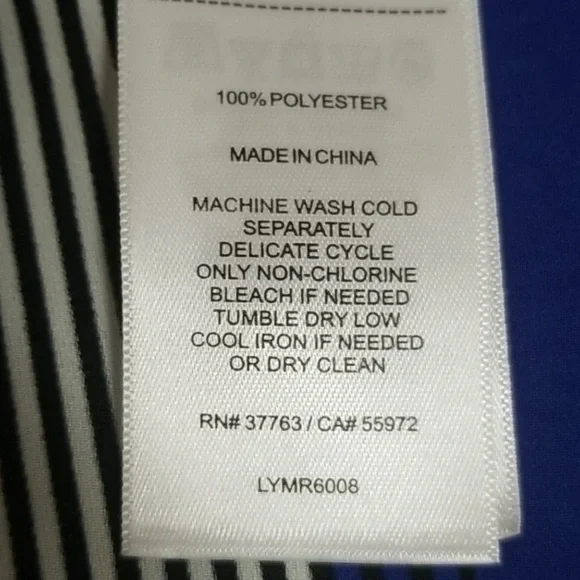 100% POLYESTER
MADE IN CHINA
MACHINE WASH COLD
SEPARATELY
DELICATE CYCLE
ONLY NON-CHLORINE
BLEACH IF NEEDED
TUMBLE DRY LOW
COOL IRON IF NEEDED
OR DRY CLEAN
RN# 37763 / CA# 55972
LYMR6008